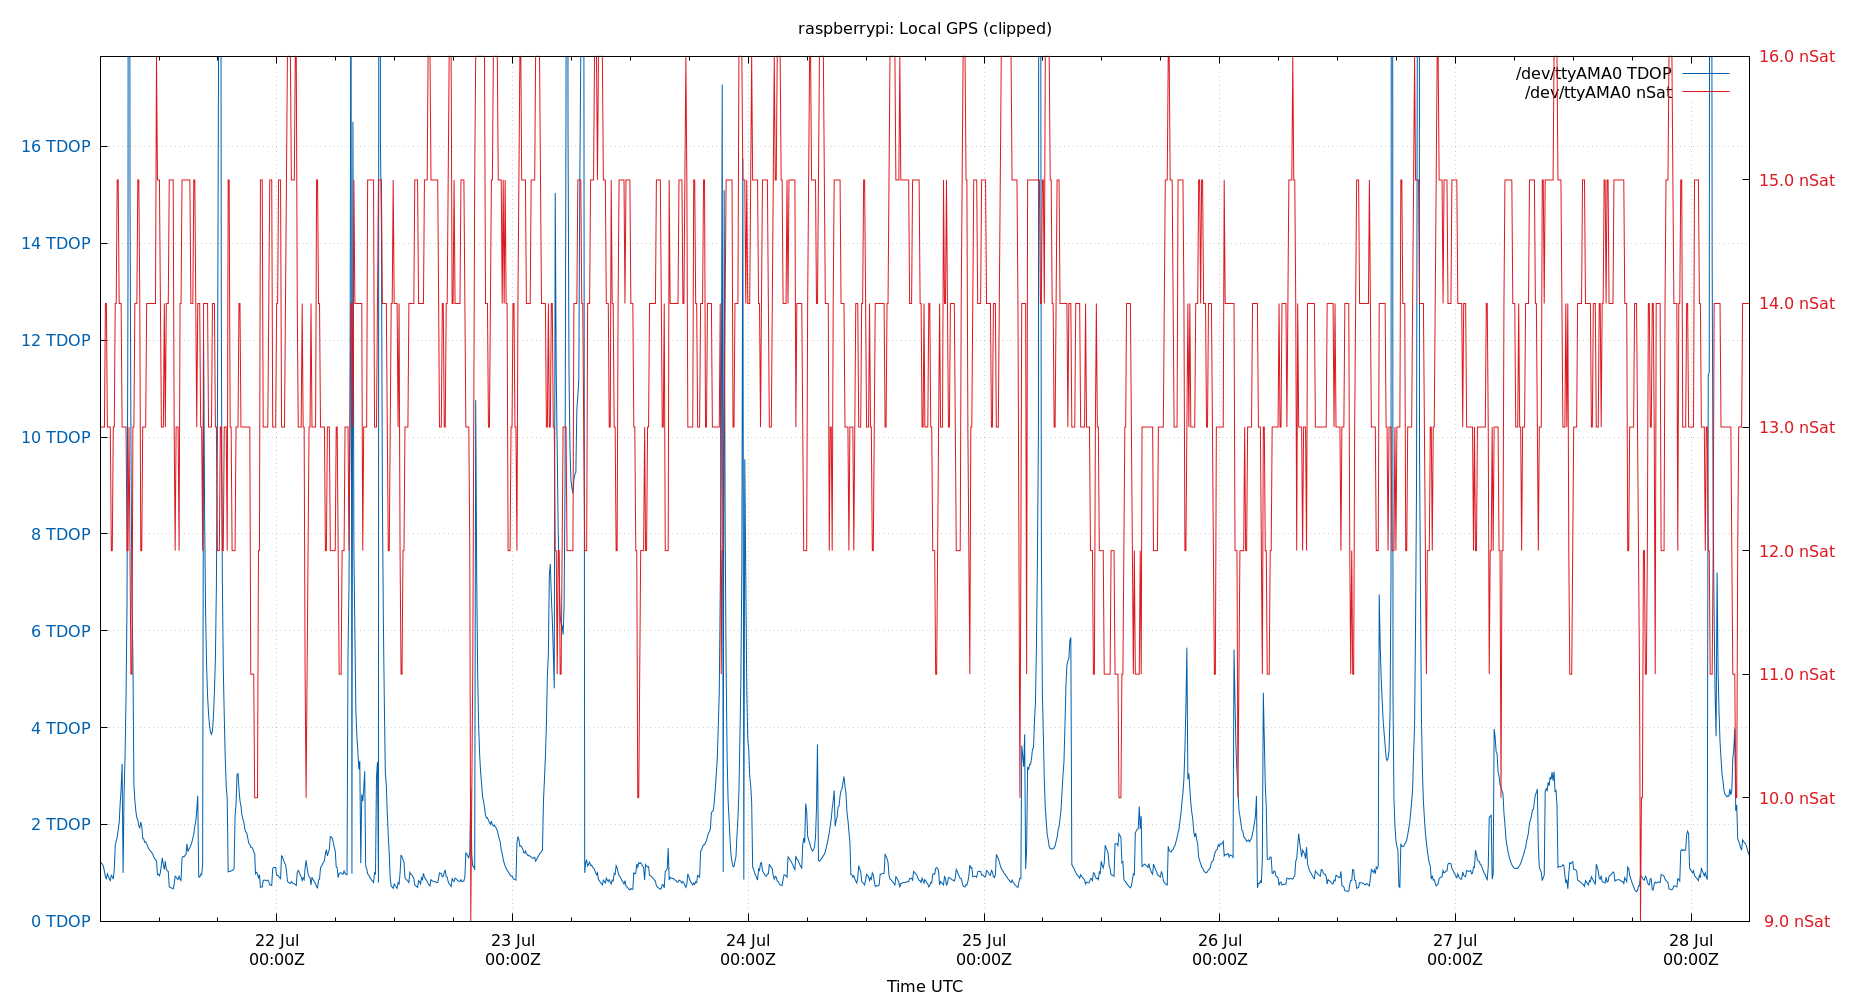 raspberrypi: Local GPS (clipped)
16.0 nSat
/dev/ttyAMA0 TDOP
/dev/ttyAMA0 nSat
16 TDOP
15.0 nSat
14 TDOP
14.0 nSat
12 TDOP
10 TDOP
13.0 nSat
8 TDOP
12.0 nSat
6 TDOP
11.0 nSat
4 TDOP
10.0 nSat
2 TDOP
0 TDOP
9.0 nSat
22 Jul 23 Jul 24 Jul 25 Jul 26 Jul 27 Jul 28 Jul
00:00Z 00:00Z 00:00Z 00:00Z 00:00Z 00:00Z 00:00Z
Time UTC